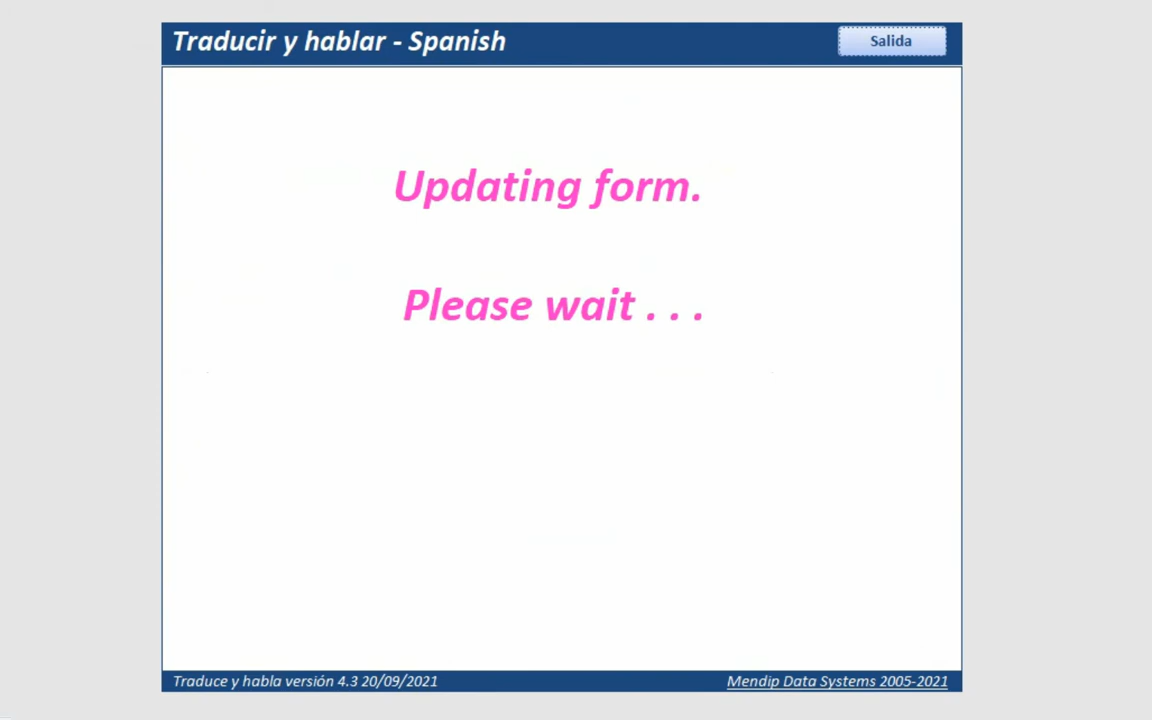 Traducir y hablar - Spanish
Salida
Updating form.
Please wait . . .
Traduce y habla versión 4.3 20/09/2021
Mendip Data Systems 2005-2021